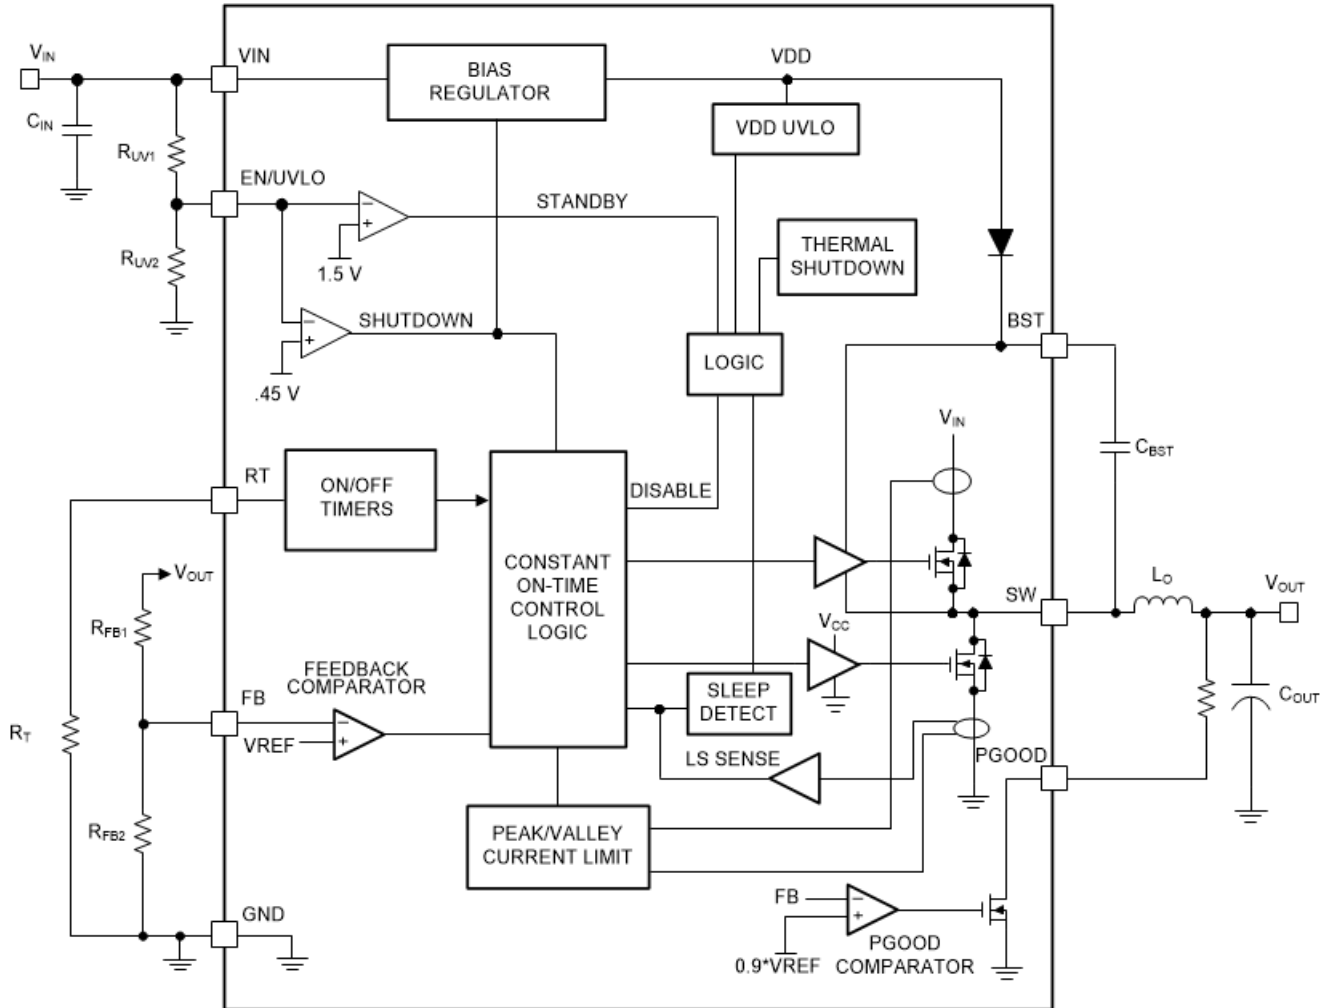 VIN
VIN
BIAS
REGULATOR
VDD
CIN
VDD UVLO
RUV1
EN/UVLO
STANDBY
−
+
THERMAL
SHUTDOWN
RUV2
1.5 V
SHUTDOWN
−
+
BST
LOGIC
.45 V
VIN
CBST
RT
ON/OFF
TIMERS
DISABLE
CONSTANT
ON-TIME
CONTROL
LOGIC
VOUT
LO
VOUT
SW
RFB1
VCC
FEEDBACK
COMPARATOR
SLEEP
DETECT
COUT
FB
−
VREF
+
RT
LS SENSE
PGOOD
RFB2
PEAK/VALLEY
CURRENT LIMIT
FB
−
+
GND
PGOOD
COMPARATOR
0.9*VREF